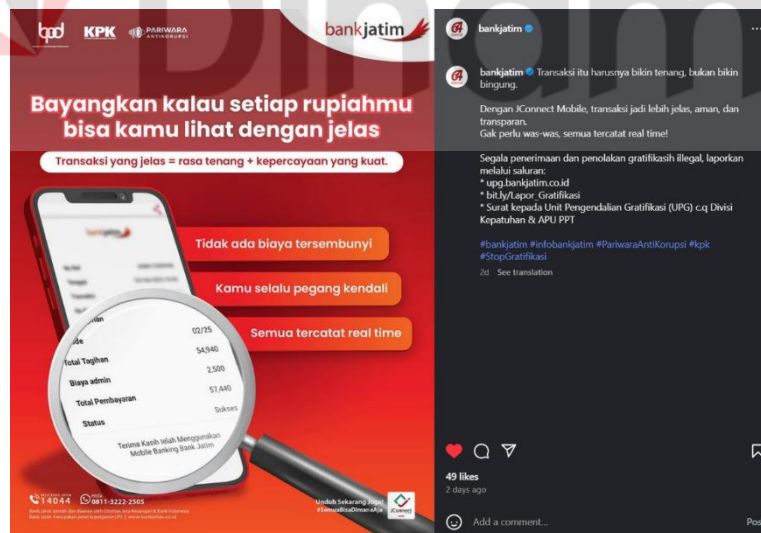 Dinam
bpd
KPK
PARIWARA
ANTIKORUPSI
bankjatim
Bayangkan kalau setiap rupiahmu
bisa kamu lihat dengan jelas
Transaksi yang jelas = rasa tenang + kepercayaan yang kuat.
bankjatim
Tidak ada biaya tersembunyi
Kamu selalu pegang kendali
Semua tercatat real time
02/25
Total Tagihan 54,940
Biaya admin 2,500
Total Pembayaran 57,440
Status Sukses
Terima Kasih telah Menggunakan
Mobile Banking Bank Jatim
14044
0811-3222-2505
Unduh Sekarang Juga!
#SemuaBisaDimanaAja
JConnect
bankjatim
bankjatim Transaksi itu harusnya bikin tenang, bukan bikin
bingung.
Dengan JConnect Mobile, transaksi jadi lebih jelas, aman, dan
transparan.
Gak perlu was-was, semua tercatat real time!
Segala penerimaan dan penolakan gratifikasih illegal, laporkan
melalui saluran:
* upg.bankjatim.co.id
* bit.ly/Lapor_Gratifikasi
* Surat kepada Unit Pengendalian Gratifikasi (UPG) c.q Divisi
Kepatuhan & APU PPT
#bankjatim #infobankjatim #PariwaraAntiKorupsi #kpk
#StopGratifikasi
2d See translation
49 likes
2 days ago
Add a comment...
Pos